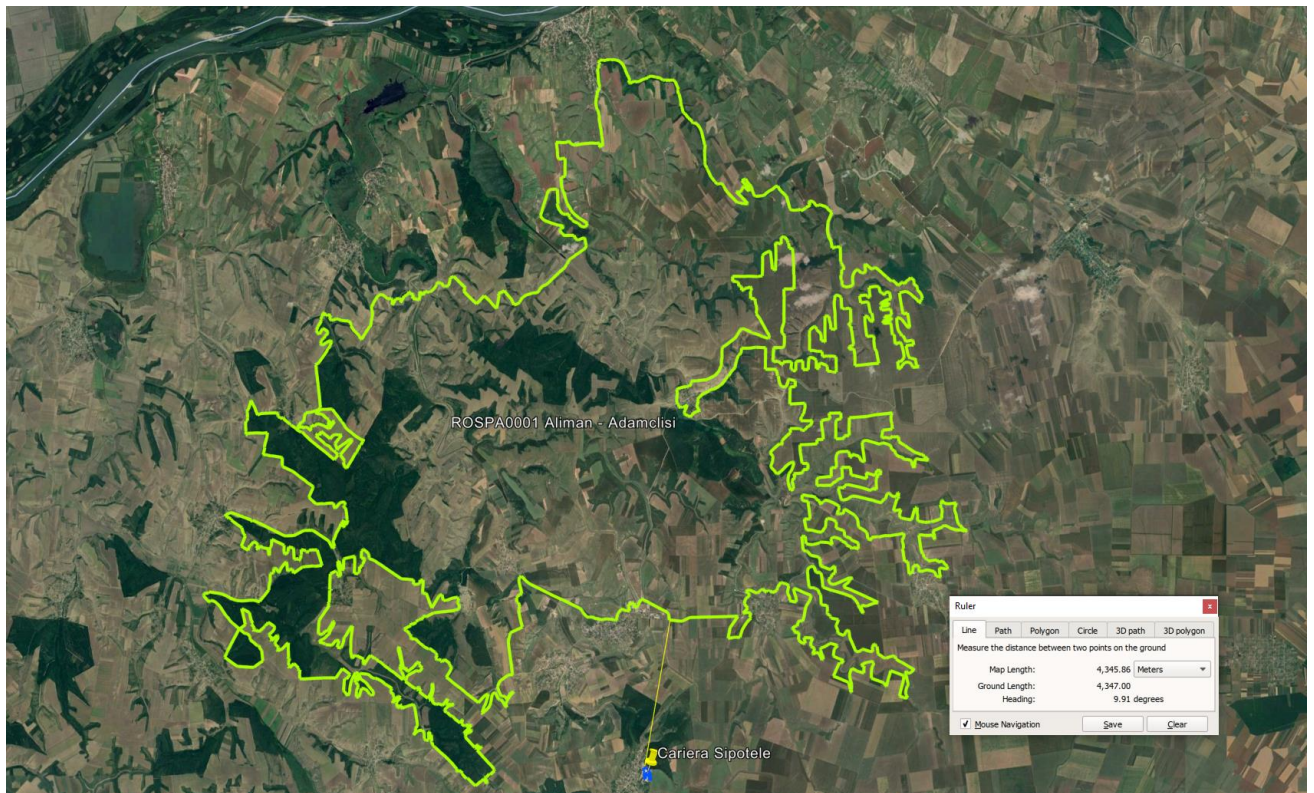 ROSPA0001 Aliman - Adamclisi
Cariera Sipotele
Ruler
x
Line Path Polygon Circle 3D path 3D polygon
Measure the distance between two points on the ground
Map Length: 4,345.86 Meters
Ground Length: 4,347.00
Heading: 9.91 degrees
Mouse Navigation Save Clear